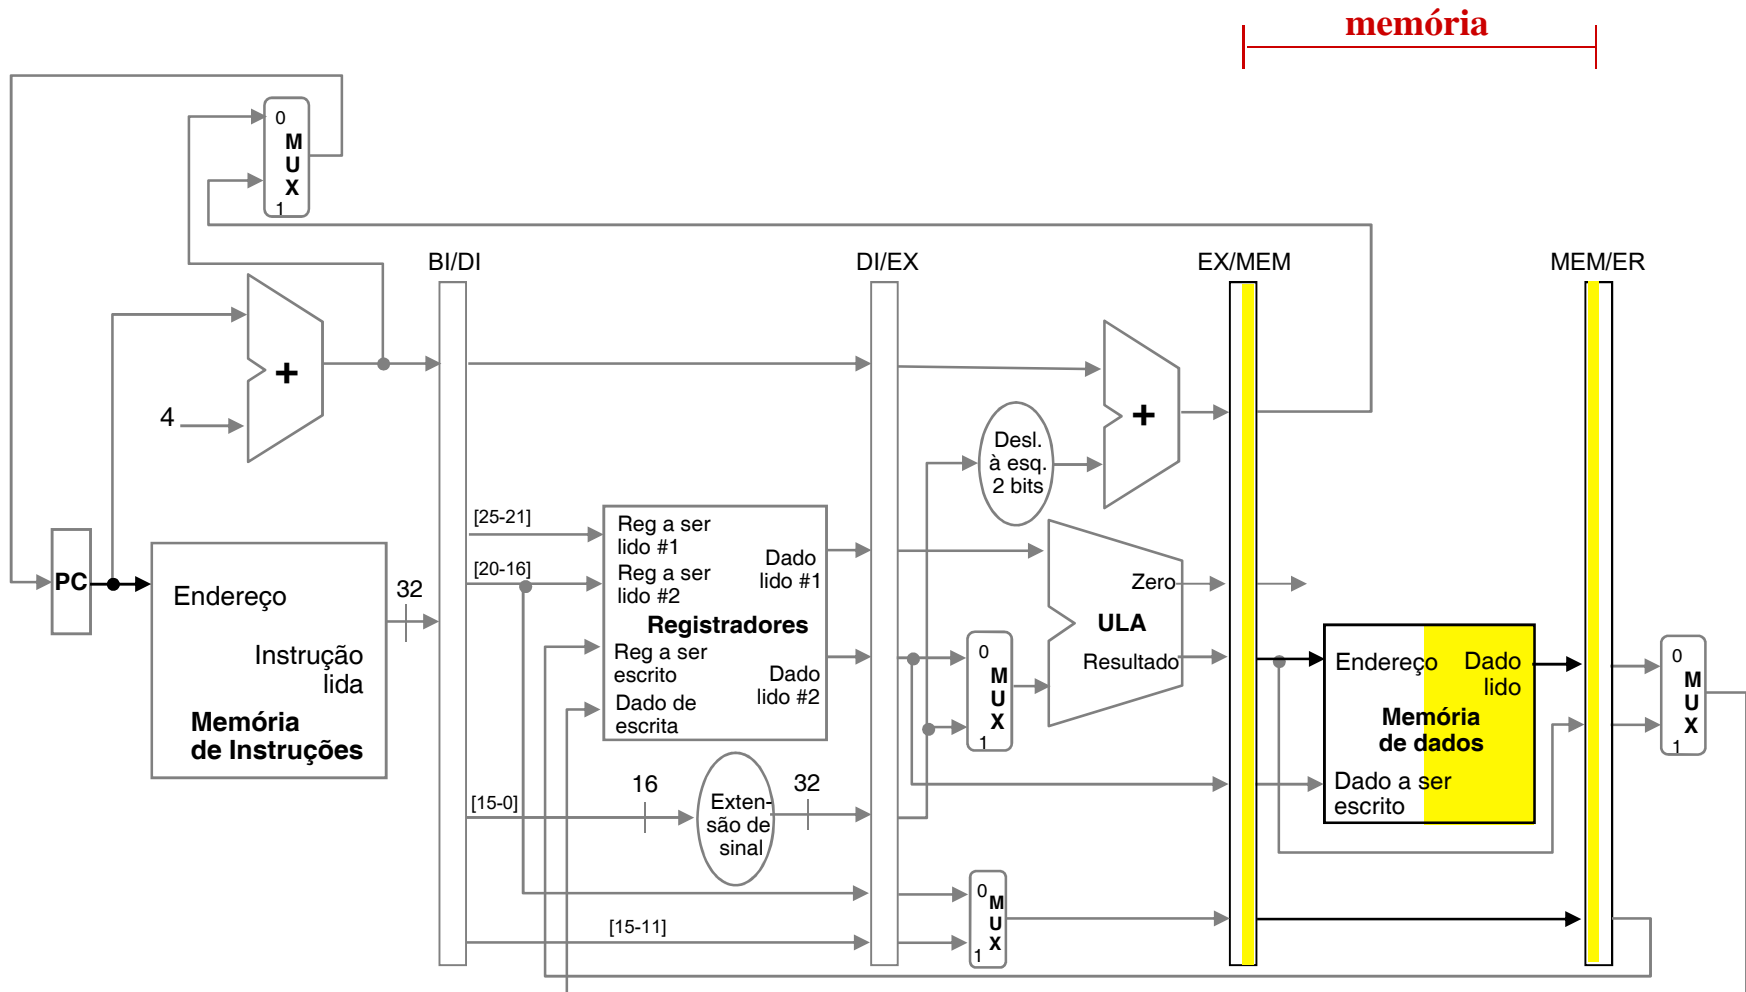 memória
0
M
U
X
1
BI/DI
DI/EX
EX/MEM
MEM/ER
+
4
+
Desl.
à esq.
2 bits
[25-21]
[20-16]
Reg a ser
lido #1
Reg a ser
lido #2
Registradores
Reg a ser
escrito
Dado de
escrita
Dado
lido #1
Dado
lido #2
PC
Endereço
Instrução
lida
Memória
de Instruções
32
Zero
ULA
Resultado
0
M
U
X
1
Endereço
Dado
lido
Memória
de dados
Dado a ser
escrito
0
M
U
X
1
[15-0]
16
Exten-
são de
sinal
32
[15-11]
0
M
U
X
1